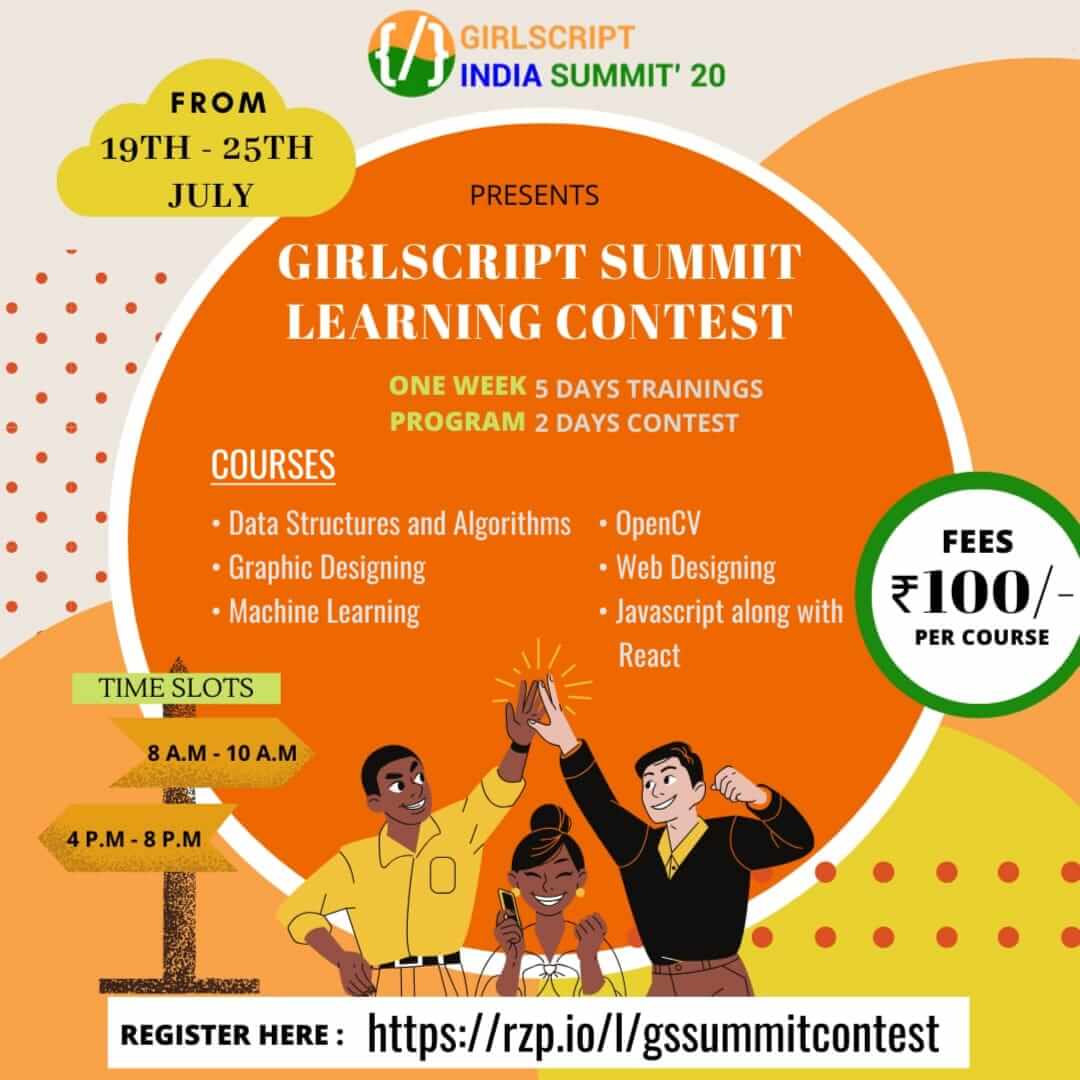 GIRLSCRIPT
INDIA SUMMIT' 20
FROM
19TH - 25TH
JULY
PRESENTS
GIRLSCRIPT SUMMIT
LEARNING CONTEST
ONE WEEK 5 DAYS TRAININGS
PROGRAM 2 DAYS CONTEST
COURSES
• Data Structures and Algorithms
• Graphic Designing
• Machine Learning
• OpenCV
• Web Designing
• Javascript along with
React
FEES
₹100/-
PER COURSE
TIME SLOTS
8 A.M - 10 A.M
4 P.M - 8 P.M
REGISTER HERE : https://rzp.io/l/gssummitcontest